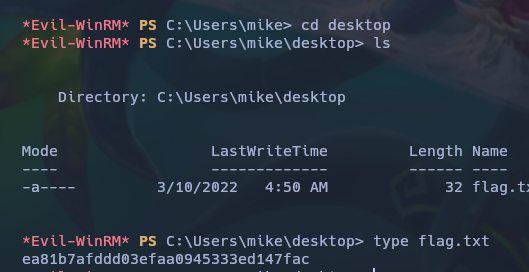 *Evil-WinRM* PS C:\Users\mike> cd desktop
*Evil-WinRM* PS C:\Users\mike\desktop> ls
Directory: C:\Users\mike\desktop
Mode LastWriteTime Length Name
---- ------------- ------ ----
-a---- 3/10/2022 4:50 AM 32 flag.tx
*Evil-WinRM* PS C:\Users\mike\desktop> type flag.txt
ea81b7afddd03efaa0945333ed147fac